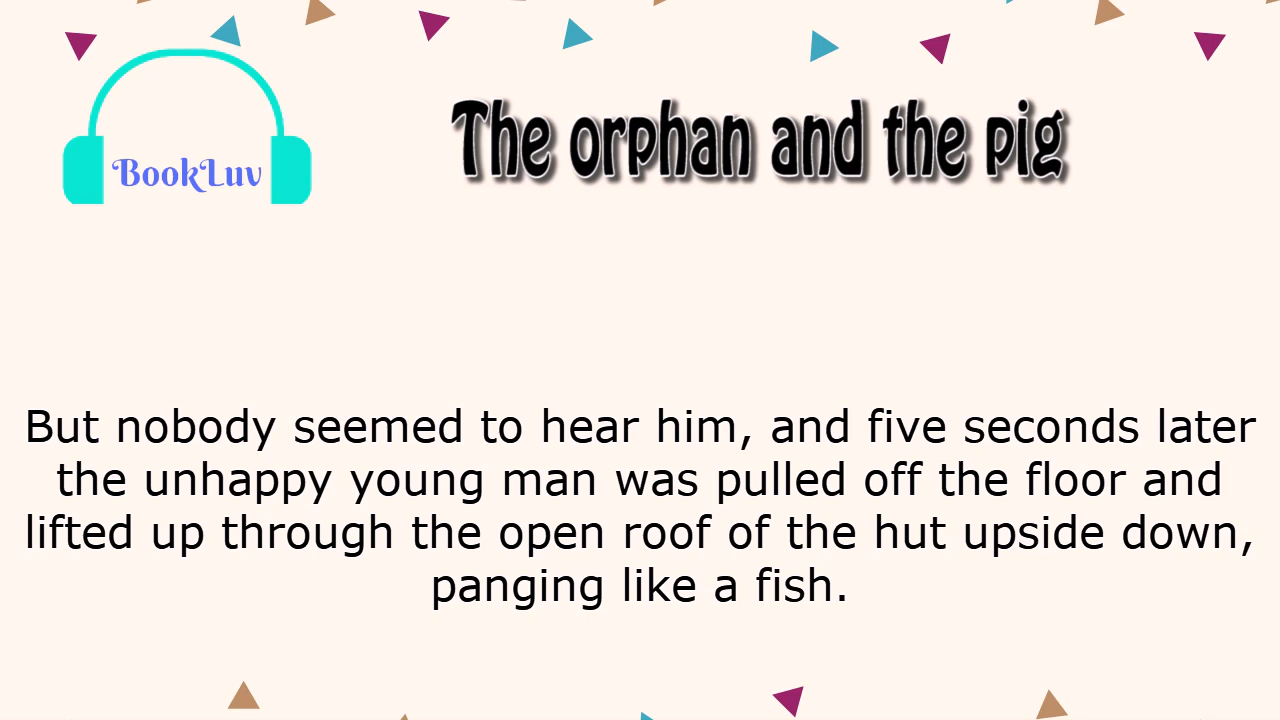 BookLuv
The orphan and the pig
But nobody seemed to hear him, and five seconds later
the unhappy young man was pulled off the floor and
lifted up through the open roof of the hut upside down,
panging like a fish.